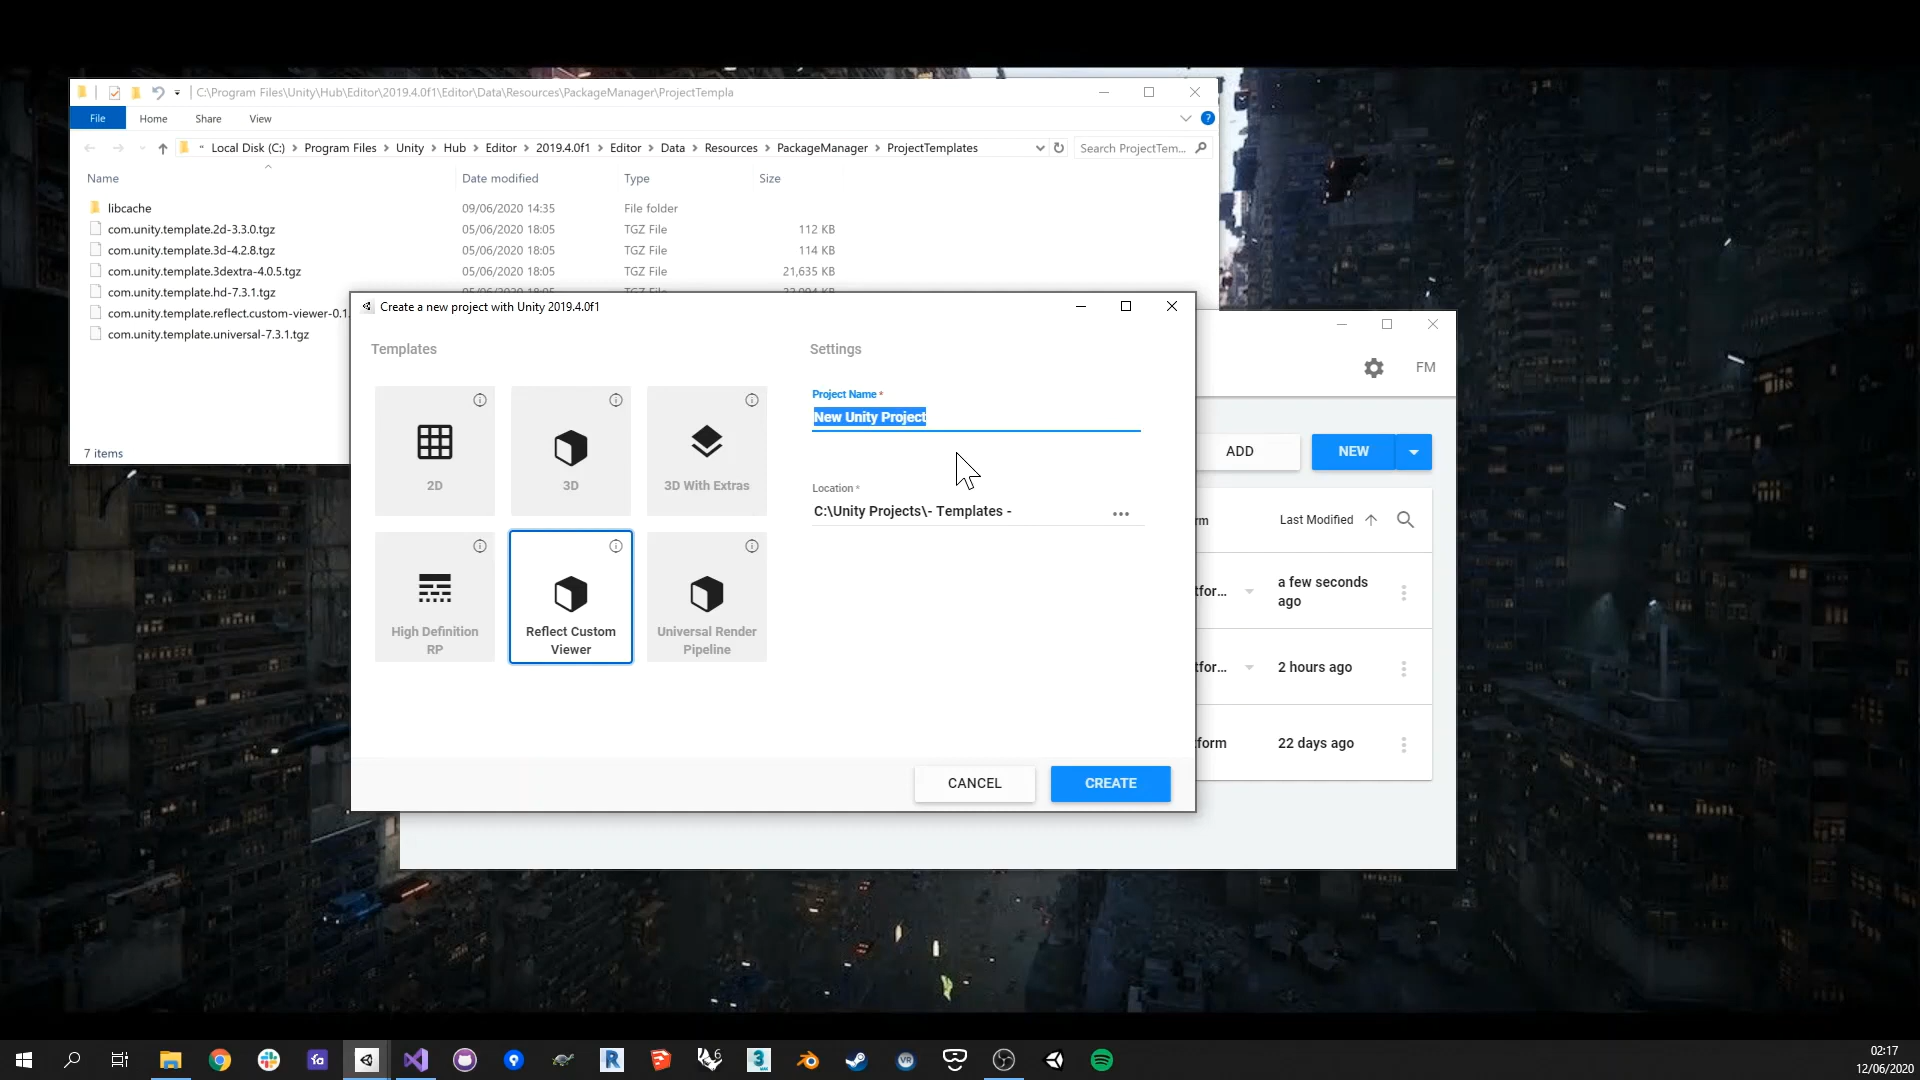 C:\Program Files\Unity\Hub\Editor\2019.4.0f1\Editor\Data\Resources\PackageManager\ProjectTempla
File Home Share View
Local Disk (C:) Program Files Unity Hub Editor 2019.4.0f1 Editor Data Resources PackageManager ProjectTemplates
Search ProjectTem...
Name Date modified Type Size
libcache 09/06/2020 14:35 File folder
com.unity.template.2d-3.3.0.tgz 05/06/2020 18:05 TGZ File 112 KB
com.unity.template.3d-4.2.8.tgz 05/06/2020 18:05 TGZ File 114 KB
com.unity.template.3dextra-4.0.5.tgz 05/06/2020 18:05 TGZ File 21,635 KB
com.unity.template.hd-7.3.1.tgz
com.unity.template.reflect.custom-viewer-0.1.
com.unity.template.universal-7.3.1.tgz
7 items
Create a new project with Unity 2019.4.0f1
Templates
2D
3D
3D With Extras
High Definition
RP
Reflect Custom
Viewer
Universal Render
Pipeline
Settings
Project Name *
New Unity Project
Location *
C:\Unity Projects\- Templates -
CANCEL CREATE
FM
ADD NEW
rm Last Modified
tfor... a few seconds
ago
tfor... 2 hours ago
form 22 days ago
02:17
12/06/2020